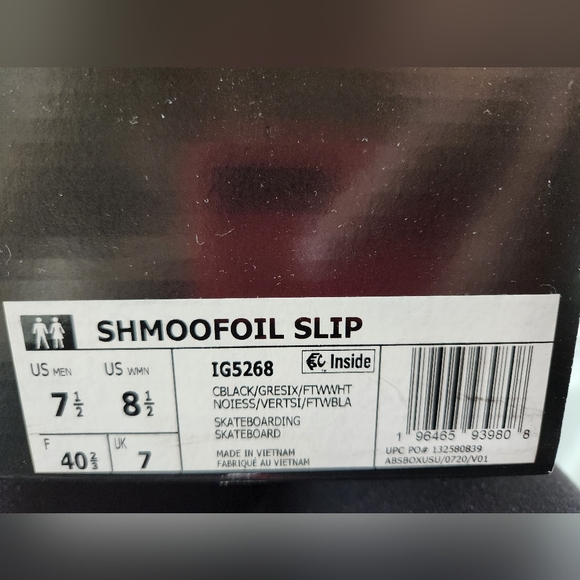 SHMOOFOIL SLIP
US MEN US WMN
7 1/2 8 1/2
F 40 2/3 UK 7
IG5268 Inside
CBLACK/GRESIX/FTWWHT
NOIESS/VERTSI/FTWBLA
SKATEBOARDING
SKATEBOARD
MADE IN VIETNAM
FABRIQUÉ AU VIETNAM
1 96465 93980 8
UPC PO# 132580839
ABSBOXUSU/0720/V01